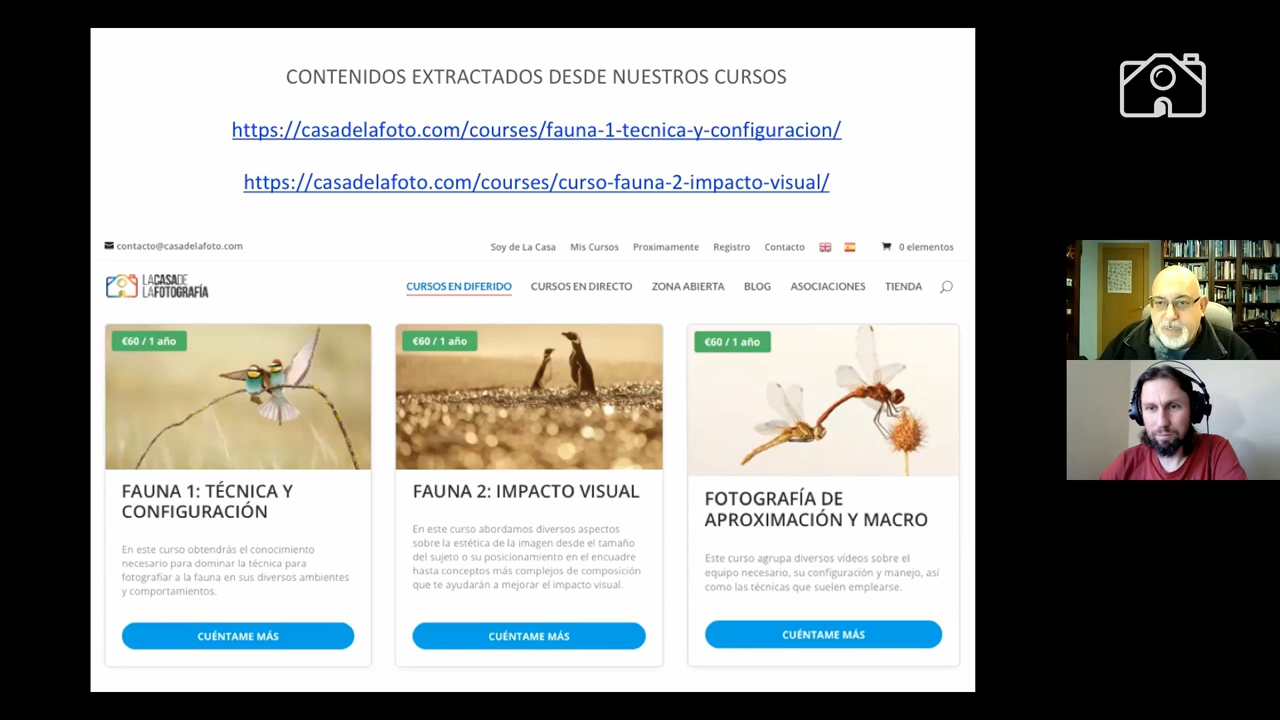 CONTENIDOS EXTRACTADOS DESDE NUESTROS CURSOS
https://casadelafoto.com/courses/fauna-1-tecnica-y-configuracion/
https://casadelafoto.com/courses/curso-fauna-2-impacto-visual/
contacto@casadelafoto.com
Soy de La Casa Mis Cursos Proximamente Registro Contacto 0 elementos
LACASADE
LAFOTOGRAFÍA
CURSOS EN DIFERIDO CURSOS EN DIRECTO ZONA ABIERTA BLOG ASOCIACIONES TIENDA
€60 / 1 año
FAUNA 1: TÉCNICA Y
CONFIGURACIÓN
En este curso obtendrás el conocimiento
necesario para dominar la técnica para
fotografiar a la fauna en sus diversos ambientes
y comportamientos.
CUÉNTAME MÁS
€60 / 1 año
FAUNA 2: IMPACTO VISUAL
En este curso abordamos diversos aspectos
sobre la estética de la imagen desde el tamaño
del sujeto o su posicionamiento en el encuadre
hasta conceptos más complejos de composición
que te ayudarán a mejorar el impacto visual.
CUÉNTAME MÁS
€60 / 1 año
FOTOGRAFÍA DE
APROXIMACIÓN Y MACRO
Este curso agrupa diversos vídeos sobre el
equipo necesario, su configuración y manejo, así
como las técnicas que suelen emplearse.
CUÉNTAME MÁS